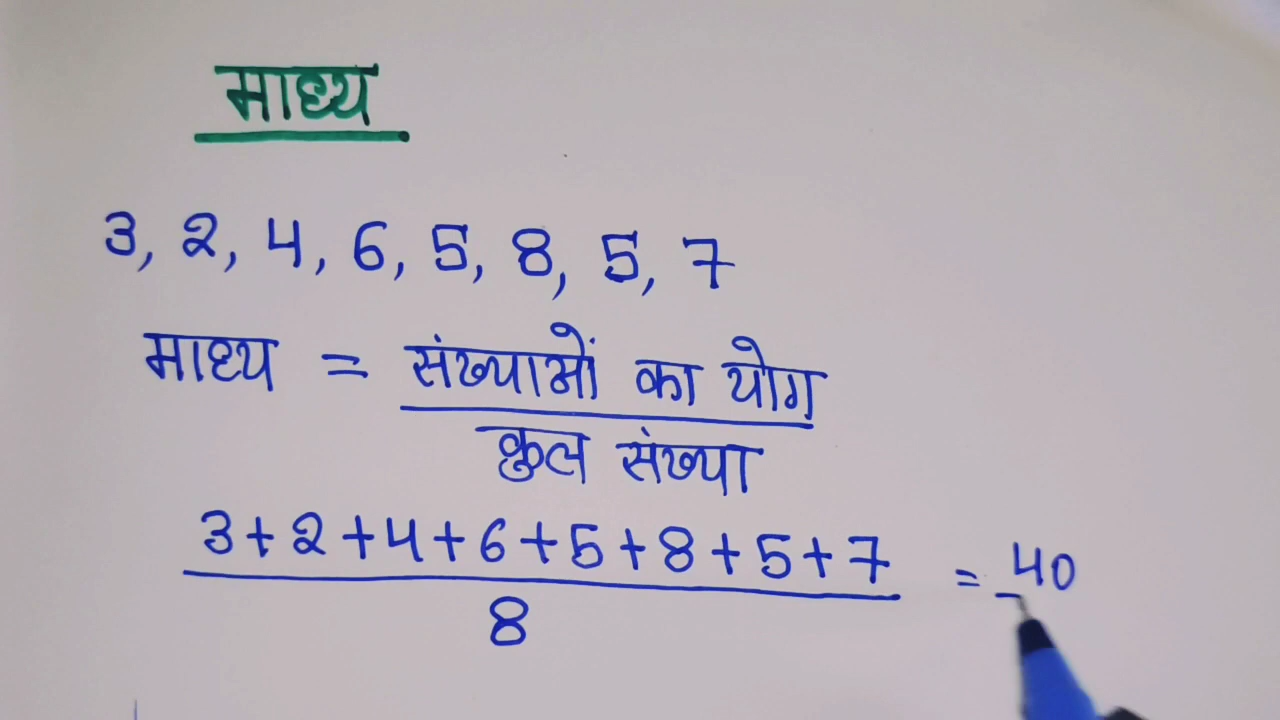 माध्य
3, 2, 4, 6, 5, 8, 5, 7
माध्य = संख्याओं का योग
कुल संख्या
3+2+4+6+5+8+5+7 = 40
8